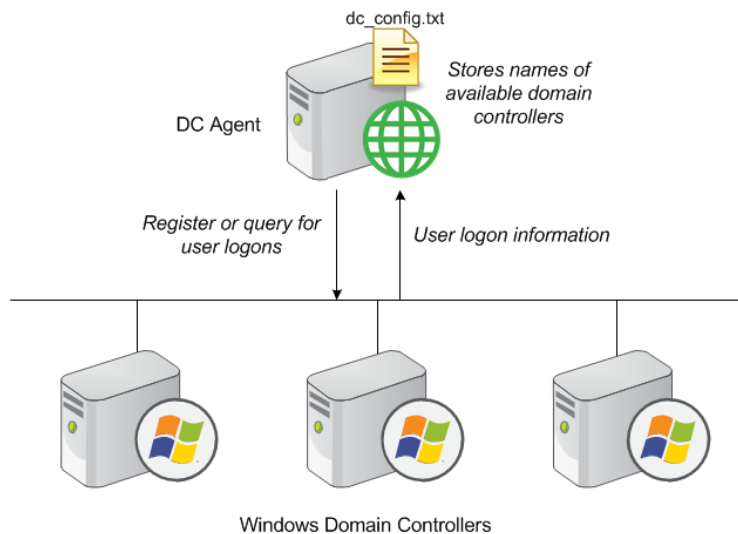 dc_config.txt
Stores names of
available domain
controllers
DC Agent
Register or query for
user logons
User logon information
Windows Domain Controllers